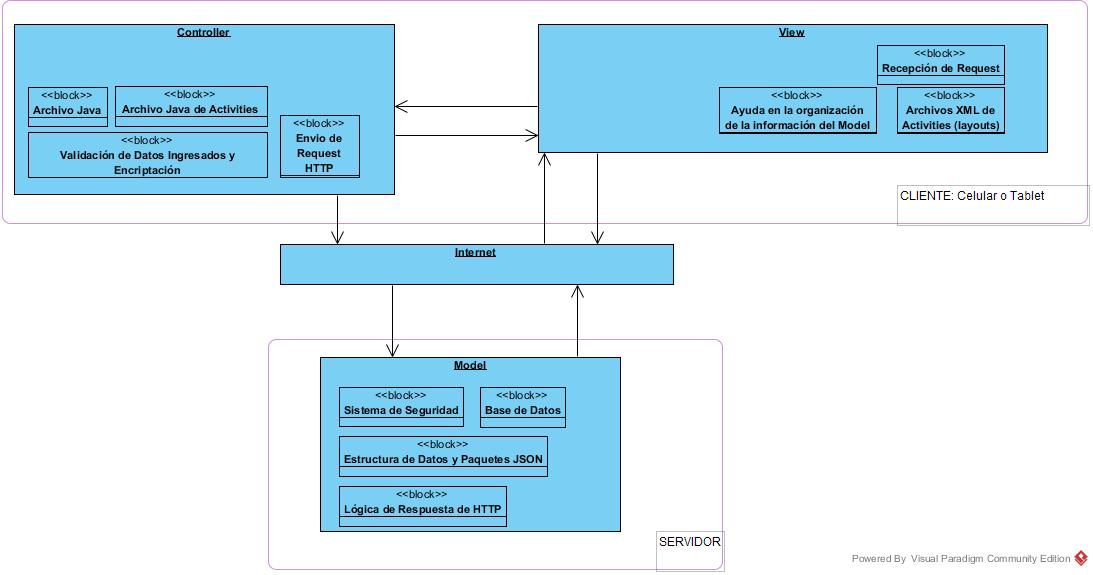 Controller
<<block>>
Archivo Java
<<block>>
Archivo Java de Activities
<<block>>
Validación de Datos Ingresados y
Encriptación
<<block>>
Envio de
Request
HTTP
View
<<block>>
Recepción de Request
<<block>>
Ayuda en la organización
de la información del Model
<<block>>
Archivos XML de
Activities (layouts)
CLIENTE: Celular o Tablet
Internet
Model
<<block>>
Sistema de Seguridad
<<block>>
Base de Datos
<<block>>
Estructura de Datos y Paquetes JSON
<<block>>
Lógica de Respuesta de HTTP
SERVIDOR
Powered By Visual Paradigm Community Edition